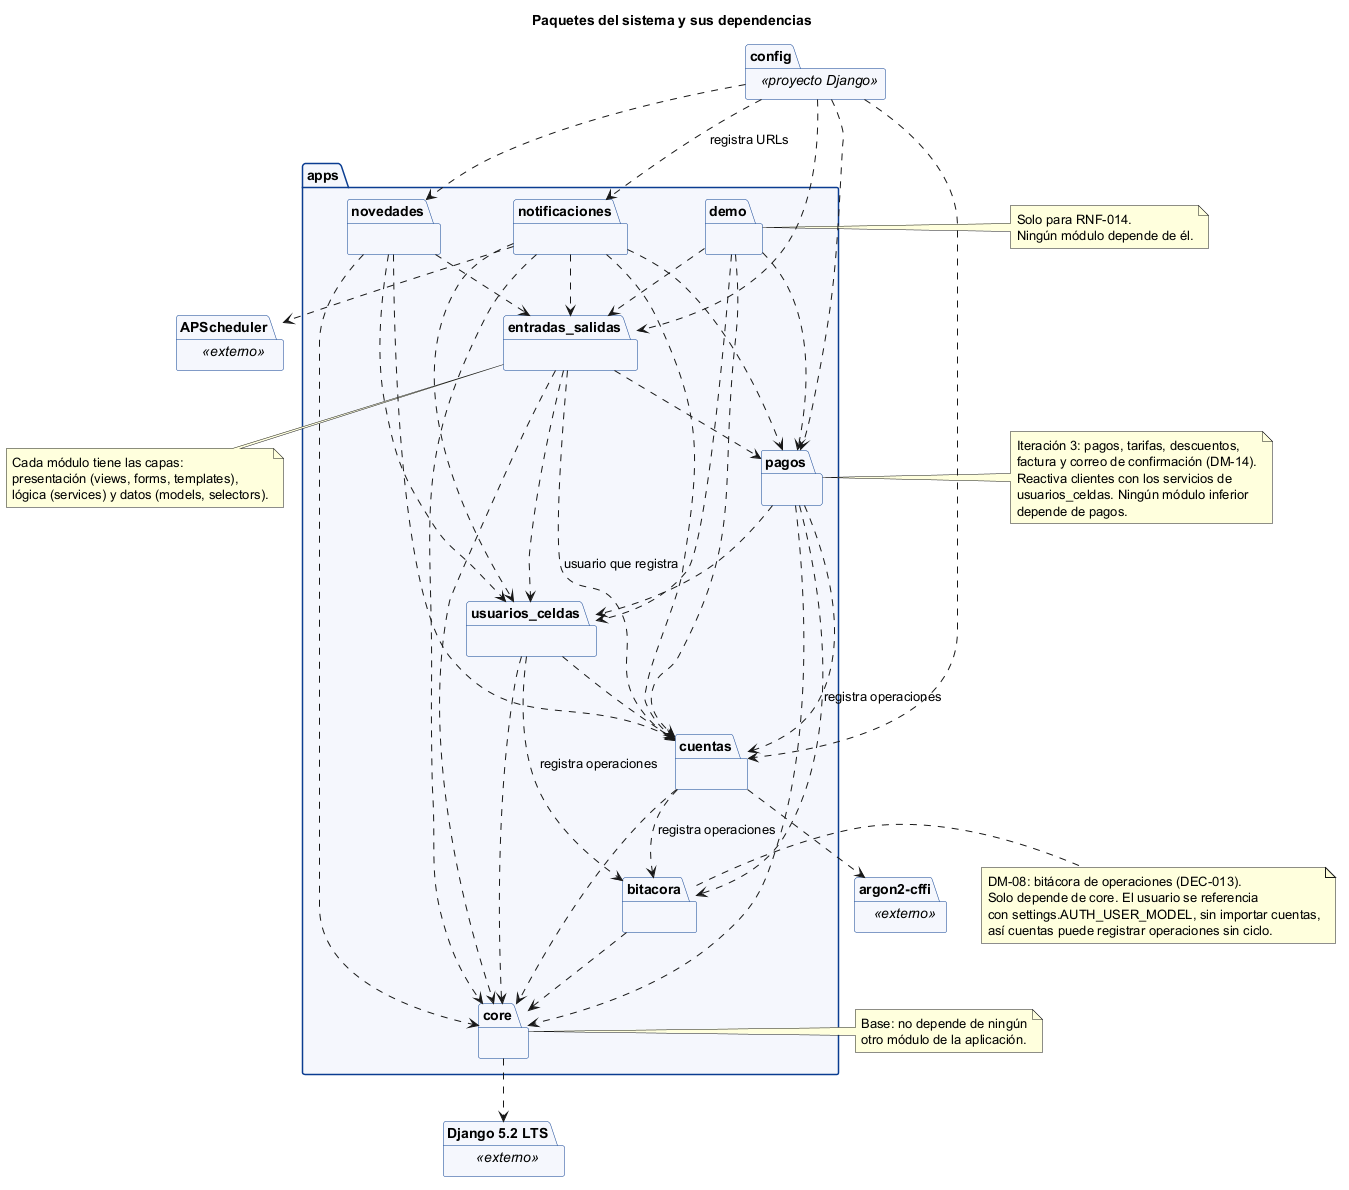 Paquetes del sistema y sus dependencias
config
«proyecto Django»
registra URLs
apps
novedades
notificaciones
demo
Solo para RNF-014.
Ningún módulo depende de él.
APScheduler
«externo»
entradas_salidas
Cada módulo tiene las capas:
presentación (views, forms, templates),
lógica (services) y datos (models, selectors).
pagos
Iteración 3: pagos, tarifas, descuentos,
factura y correo de confirmación (DM-14).
Reactiva clientes con los servicios de
usuarios_celdas. Ningún módulo inferior
depende de pagos.
usuario que registra
usuarios_celdas
registra operaciones
cuentas
registra operaciones
registra operaciones
bitacora
argon2-cffi
«externo»
DM-08: bitácora de operaciones (DEC-013).
Solo depende de core. El usuario se referencia
con settings.AUTH_USER_MODEL, sin importar cuentas,
así cuentas puede registrar operaciones sin ciclo.
core
Base: no depende de ningún
otro módulo de la aplicación.
Django 5.2 LTS
«externo»